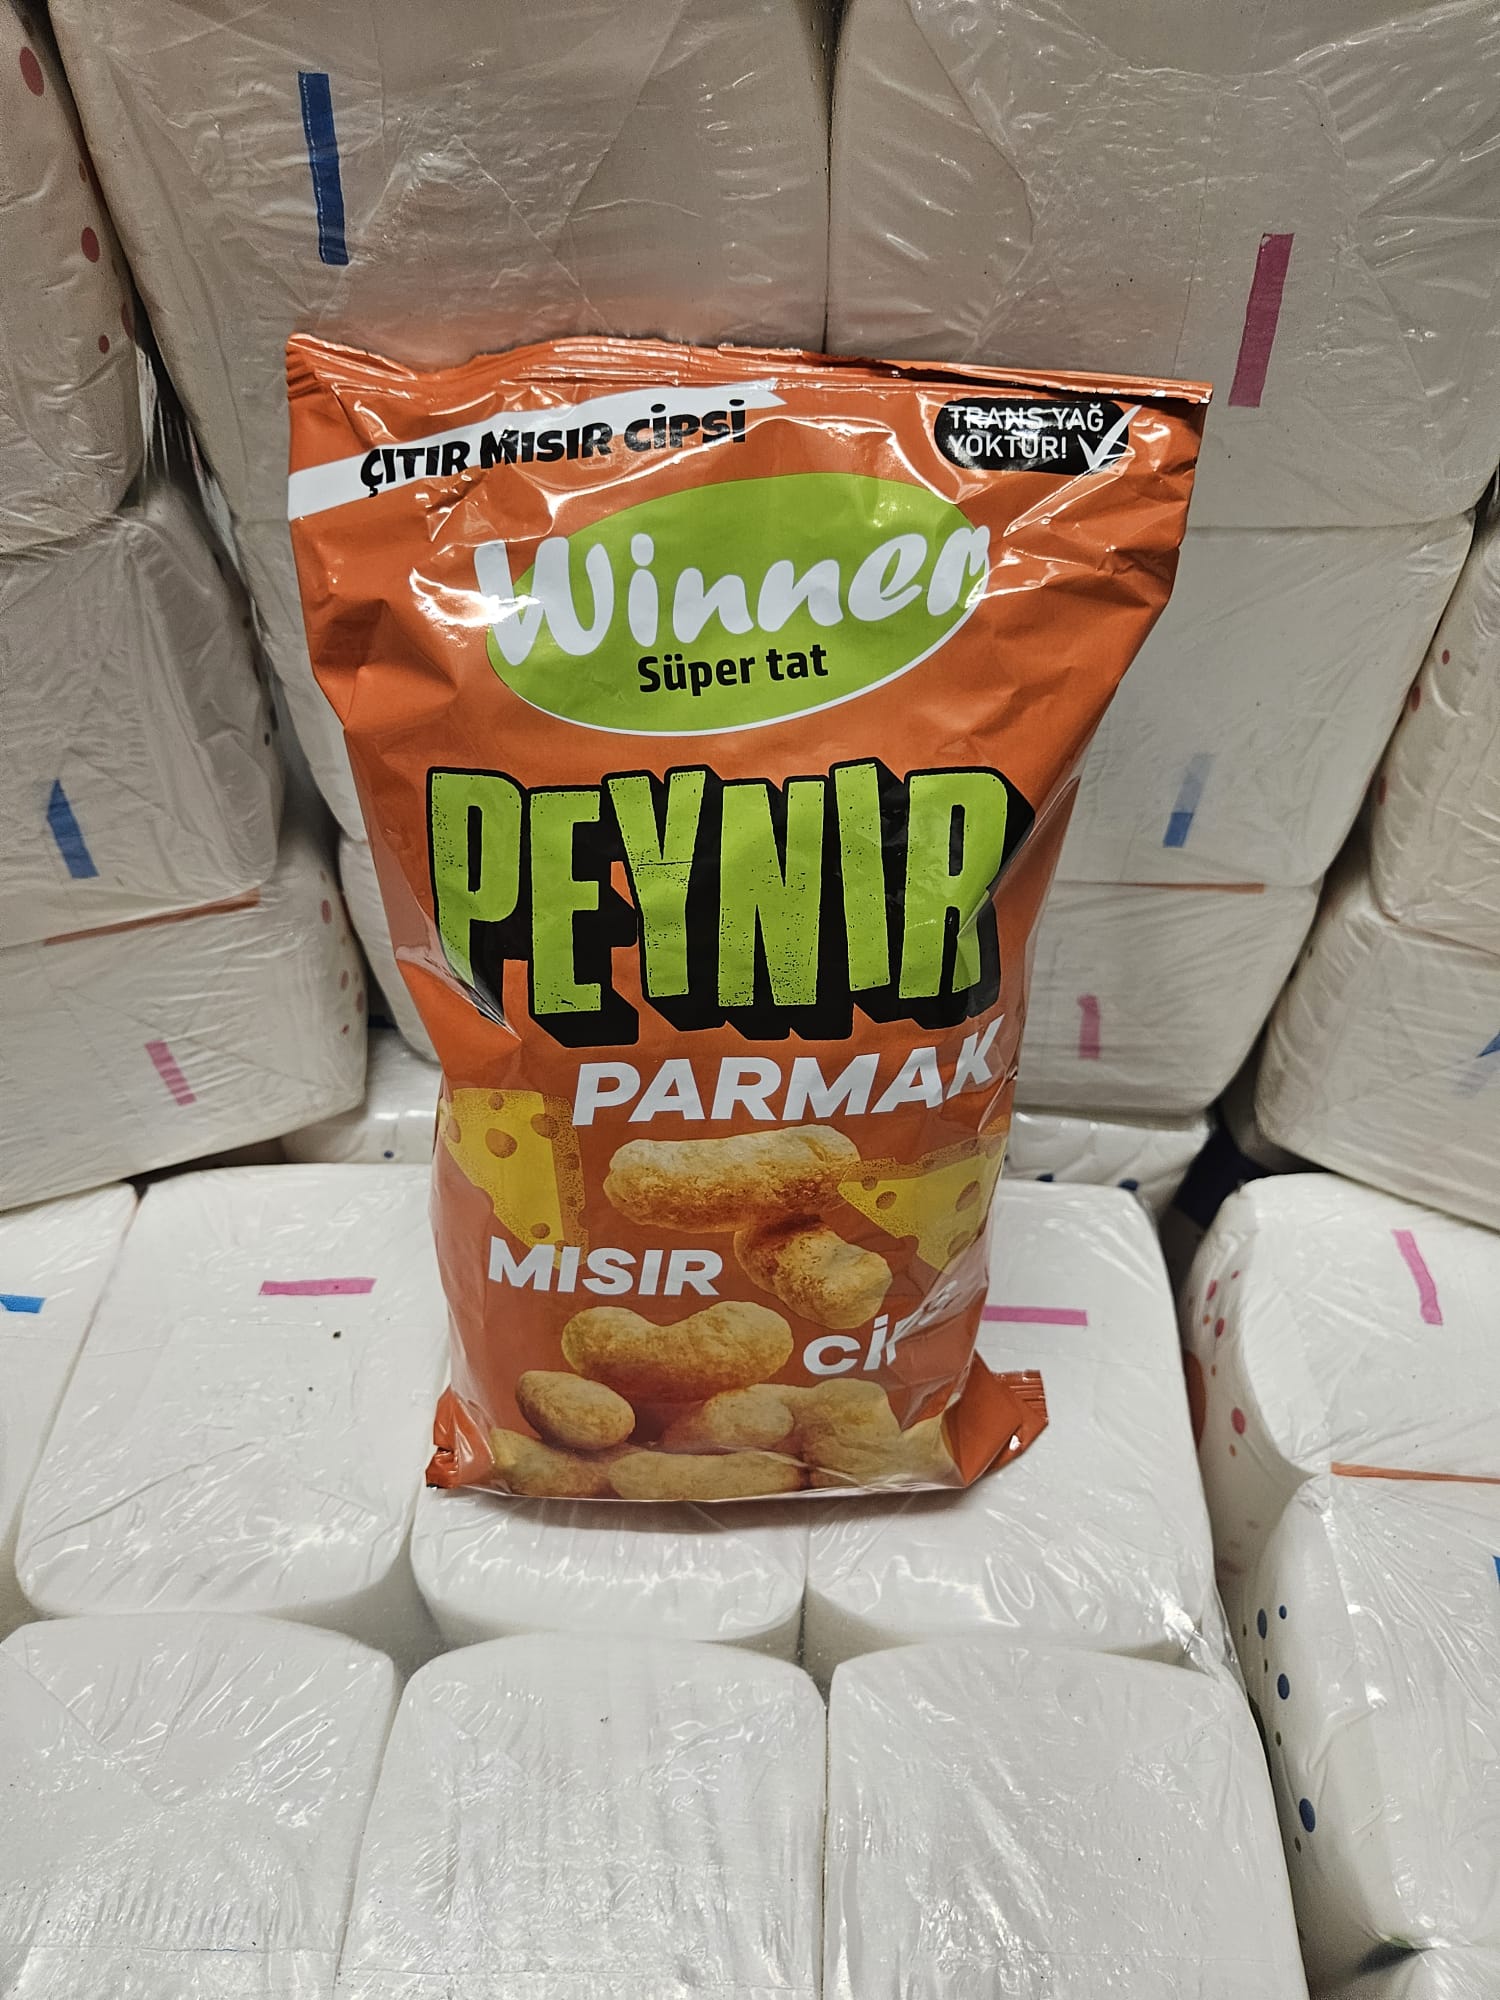 ÇITIR MISIR CİPSİ
TRANS YAĞ
YOKTUR!
Winner
Süper tat
PEYNIR
PARMAK
MISIR